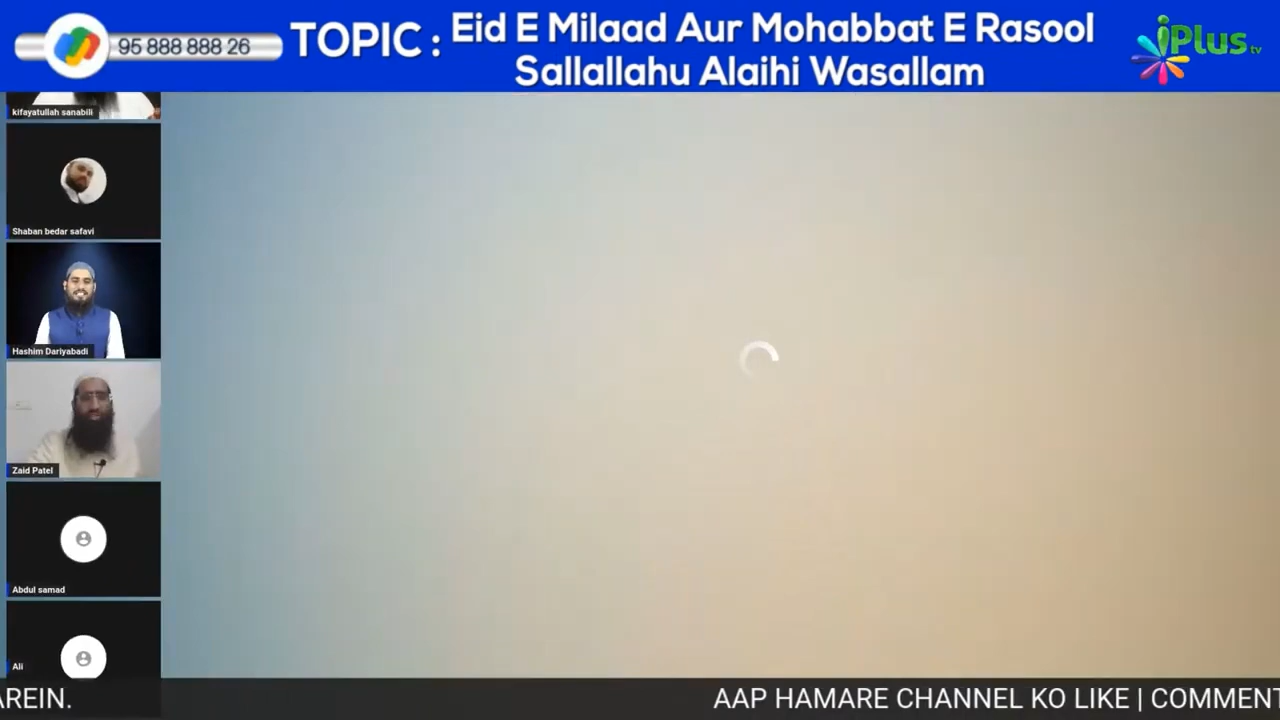 95 888 888 26
TOPIC :
Eid E Milaad Aur Mohabbat E Rasool
Sallallahu Alaihi Wasallam
iPlus tv
kifayatullah sanabili
Shaban bedar safavi
Hashim Dariyabadi
Zaid Patel
Abdul samad
Ali
AREIN.
AAP HAMARE CHANNEL KO LIKE | COMMENT